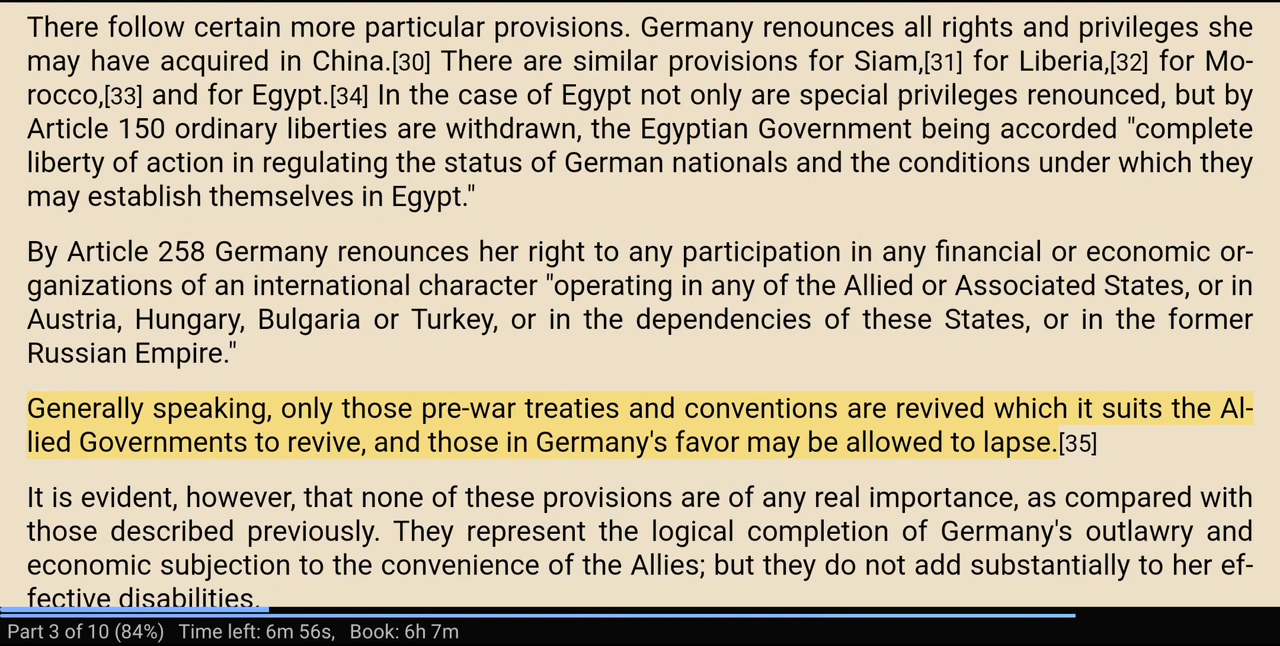 There follow certain more particular provisions. Germany renounces all rights and privileges she
may have acquired in China.[30] There are similar provisions for Siam,[31] for Liberia,[32] for Mo-
rocco,[33] and for Egypt.[34] In the case of Egypt not only are special privileges renounced, but by
Article 150 ordinary liberties are withdrawn, the Egyptian Government being accorded "complete
liberty of action in regulating the status of German nationals and the conditions under which they
may establish themselves in Egypt."
By Article 258 Germany renounces her right to any participation in any financial or economic or-
ganizations of an international character "operating in any of the Allied or Associated States, or in
Austria, Hungary, Bulgaria or Turkey, or in the dependencies of these States, or in the former
Russian Empire."
Generally speaking, only those pre-war treaties and conventions are revived which it suits the Al-
lied Governments to revive, and those in Germany's favor may be allowed to lapse.[35]
It is evident, however, that none of these provisions are of any real importance, as compared with
those described previously. They represent the logical completion of Germany's outlawry and
economic subjection to the convenience of the Allies; but they do not add substantially to her ef-
fective disabilities.
Part 3 of 10 (84%) Time left: 6m 56s, Book: 6h 7m